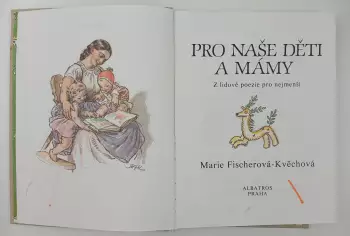 PRO NAŠE DĚTI
A MÁMY
Z lidové poezie pro nejmenší
Marie Fischerová-Kvěchová
ALBATROS
PRAHA